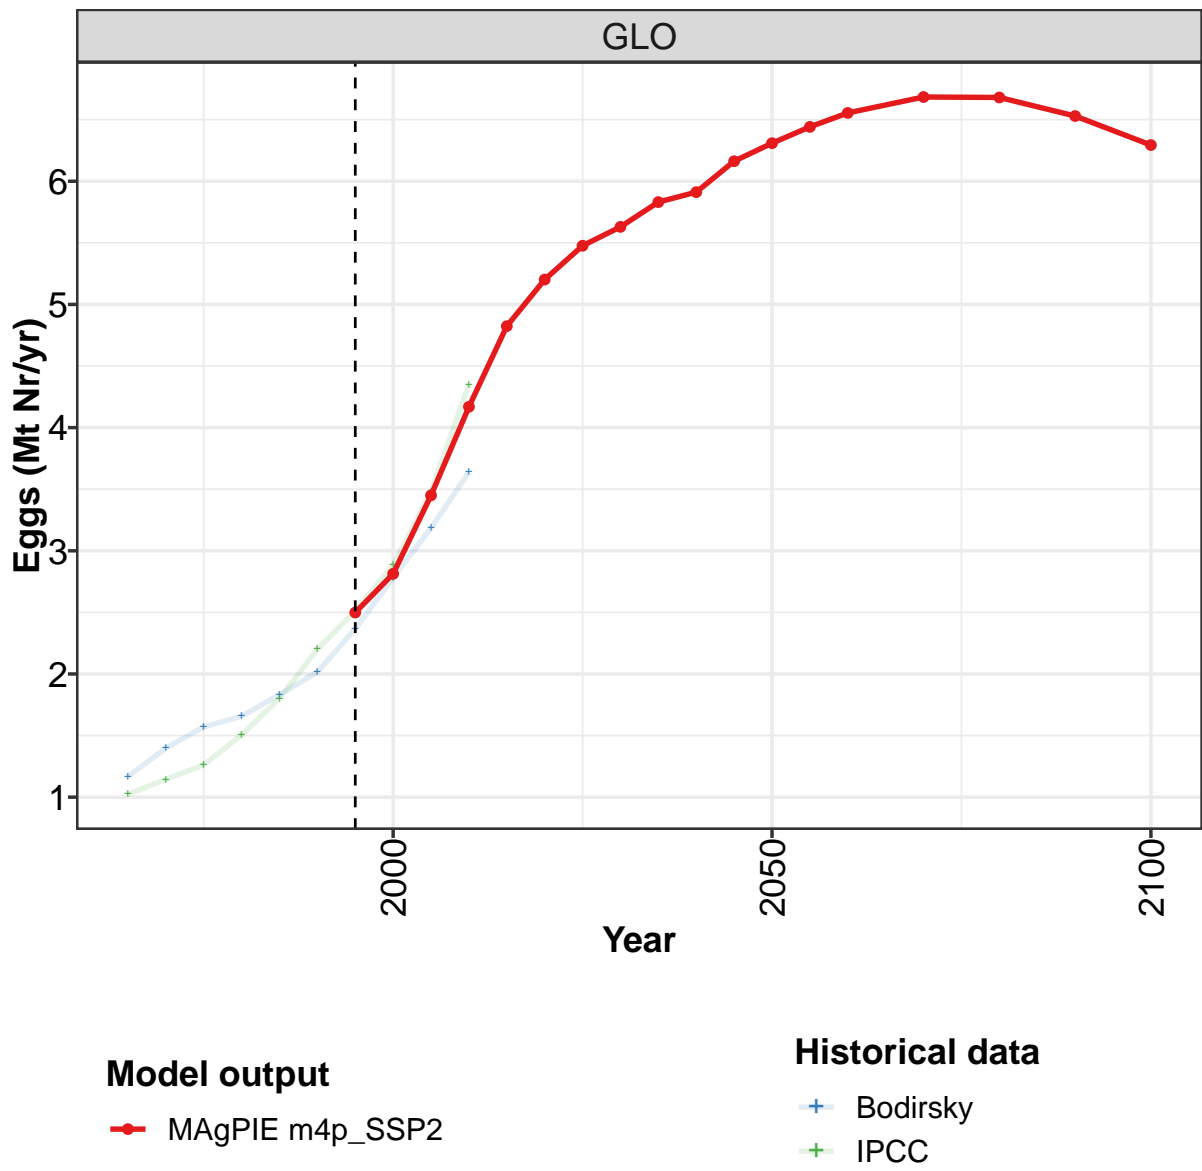 GLO
Eggs (Mt Nr/yr)
6
5
4
3
2
1
2000
2050
2100
Year
Model output
MAgPIE m4p_SSP2
Historical data
Bodirsky
IPCC